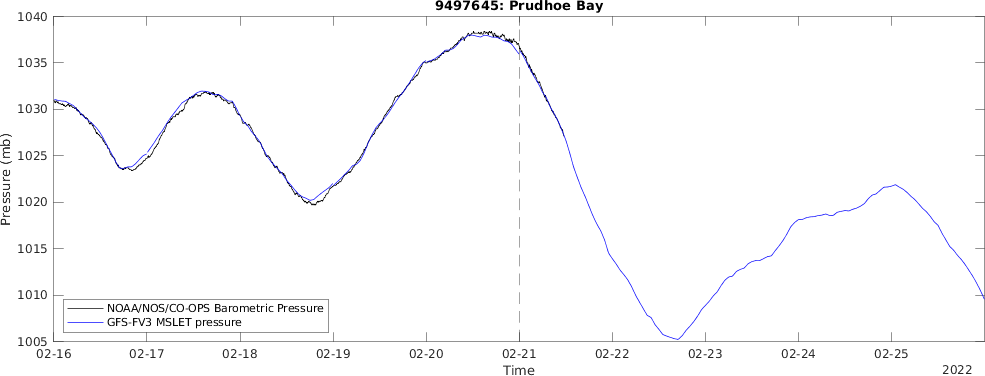 9497645: Prudhoe Bay
1040
1035
1030
1025
1020
1015
1010
1005
Pressure (mb)
NOAA/NOS/CO-OPS Barometric Pressure
GFS-FV3 MSLET pressure
02-16 02-17 02-18 02-19 02-20 02-21 02-22 02-23 02-24 02-25
Time
2022